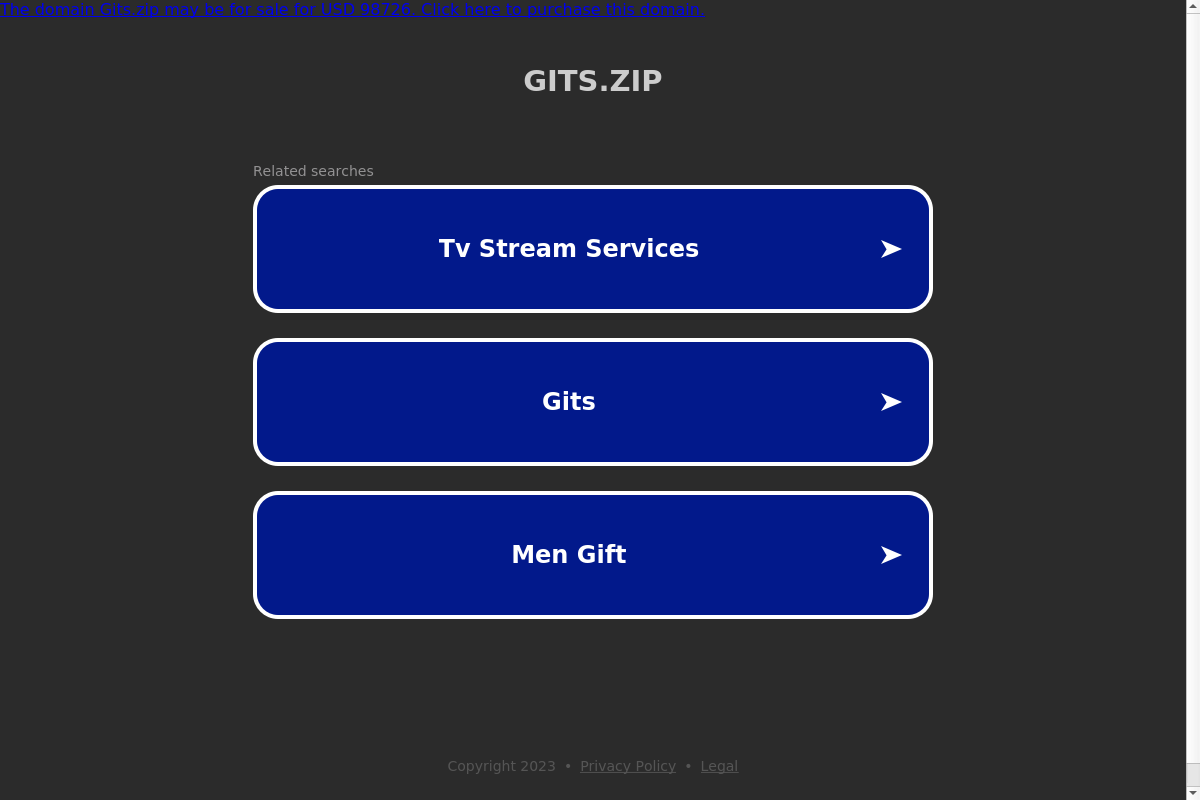 The domain Gits.zip may be for sale for USD 98726. Click here to purchase this domain.
GITS.ZIP
Related searches
Tv Stream Services
Gits
Men Gift
Copyright 2023 • Privacy Policy • Legal